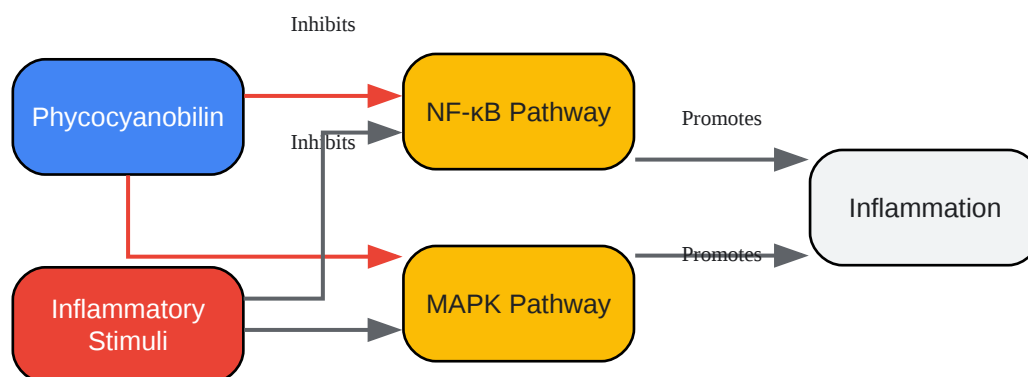 Inhibits
Phycocyanobilin
NF-κB Pathway
Promotes
Inhibits
Inflammation
Inflammatory
Stimuli
MAPK Pathway
Promotes